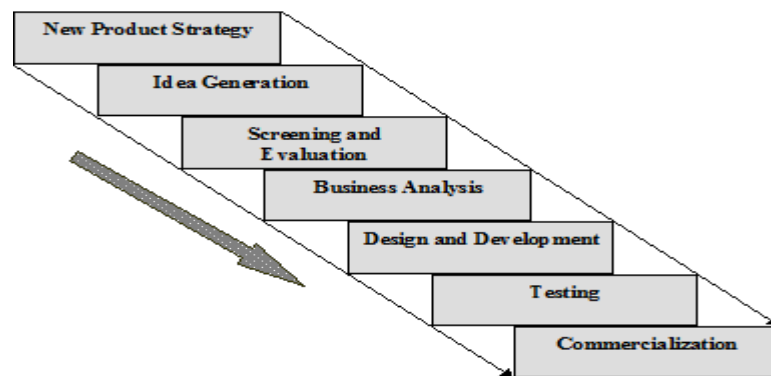 New Product Strategy
Idea Generation
Screening and
Evaluation
Business Analysis
Design and Development
Testing
Commercialization